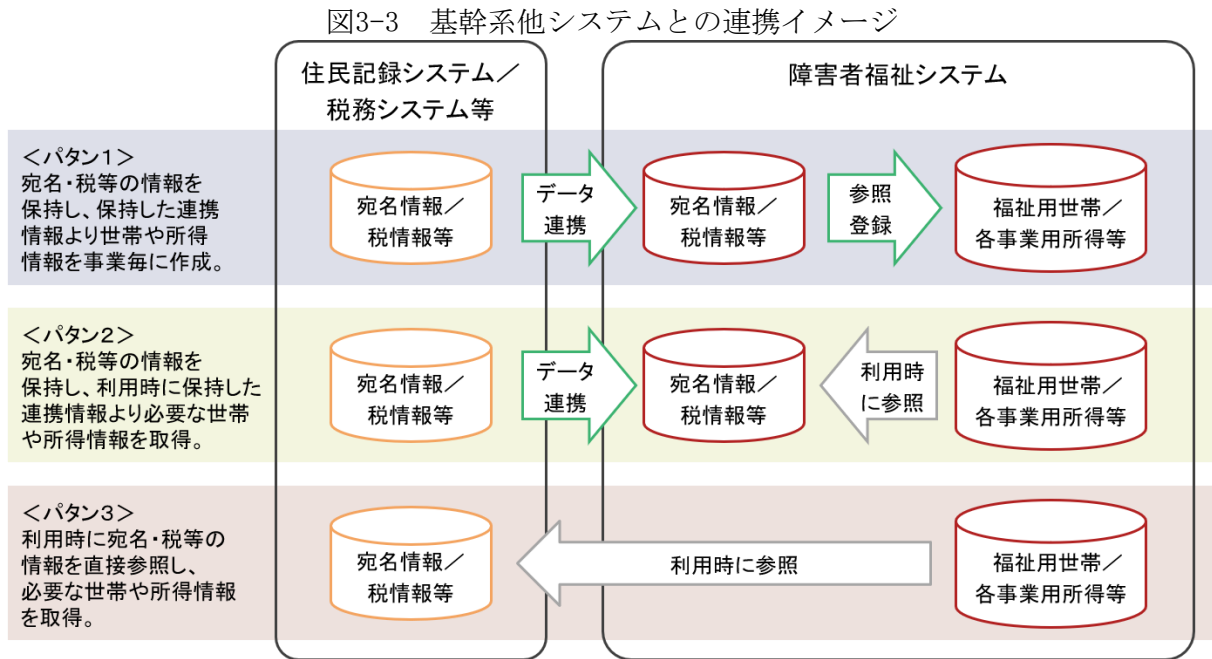 図3-3　基幹系他システムとの連携イメージ
住民記録システム／
税務システム等
障害者福祉システム
＜パタン１＞
宛名・税等の情報を
保持し、保持した連携
情報より世帯や所得
情報を事業毎に作成。
宛名情報／
税情報等
データ
連携
宛名情報／
税情報等
参照
登録
福祉用世帯／
各事業用所得等
＜パタン２＞
宛名・税等の情報を
保持し、利用時に保持した
連携情報より必要な世帯
や所得情報を取得。
宛名情報／
税情報等
データ
連携
宛名情報／
税情報等
利用時
に参照
福祉用世帯／
各事業用所得等
＜パタン３＞
利用時に宛名・税等の
情報を直接参照し、
必要な世帯や所得情報
を取得。
宛名情報／
税情報等
利用時に参照
福祉用世帯／
各事業用所得等